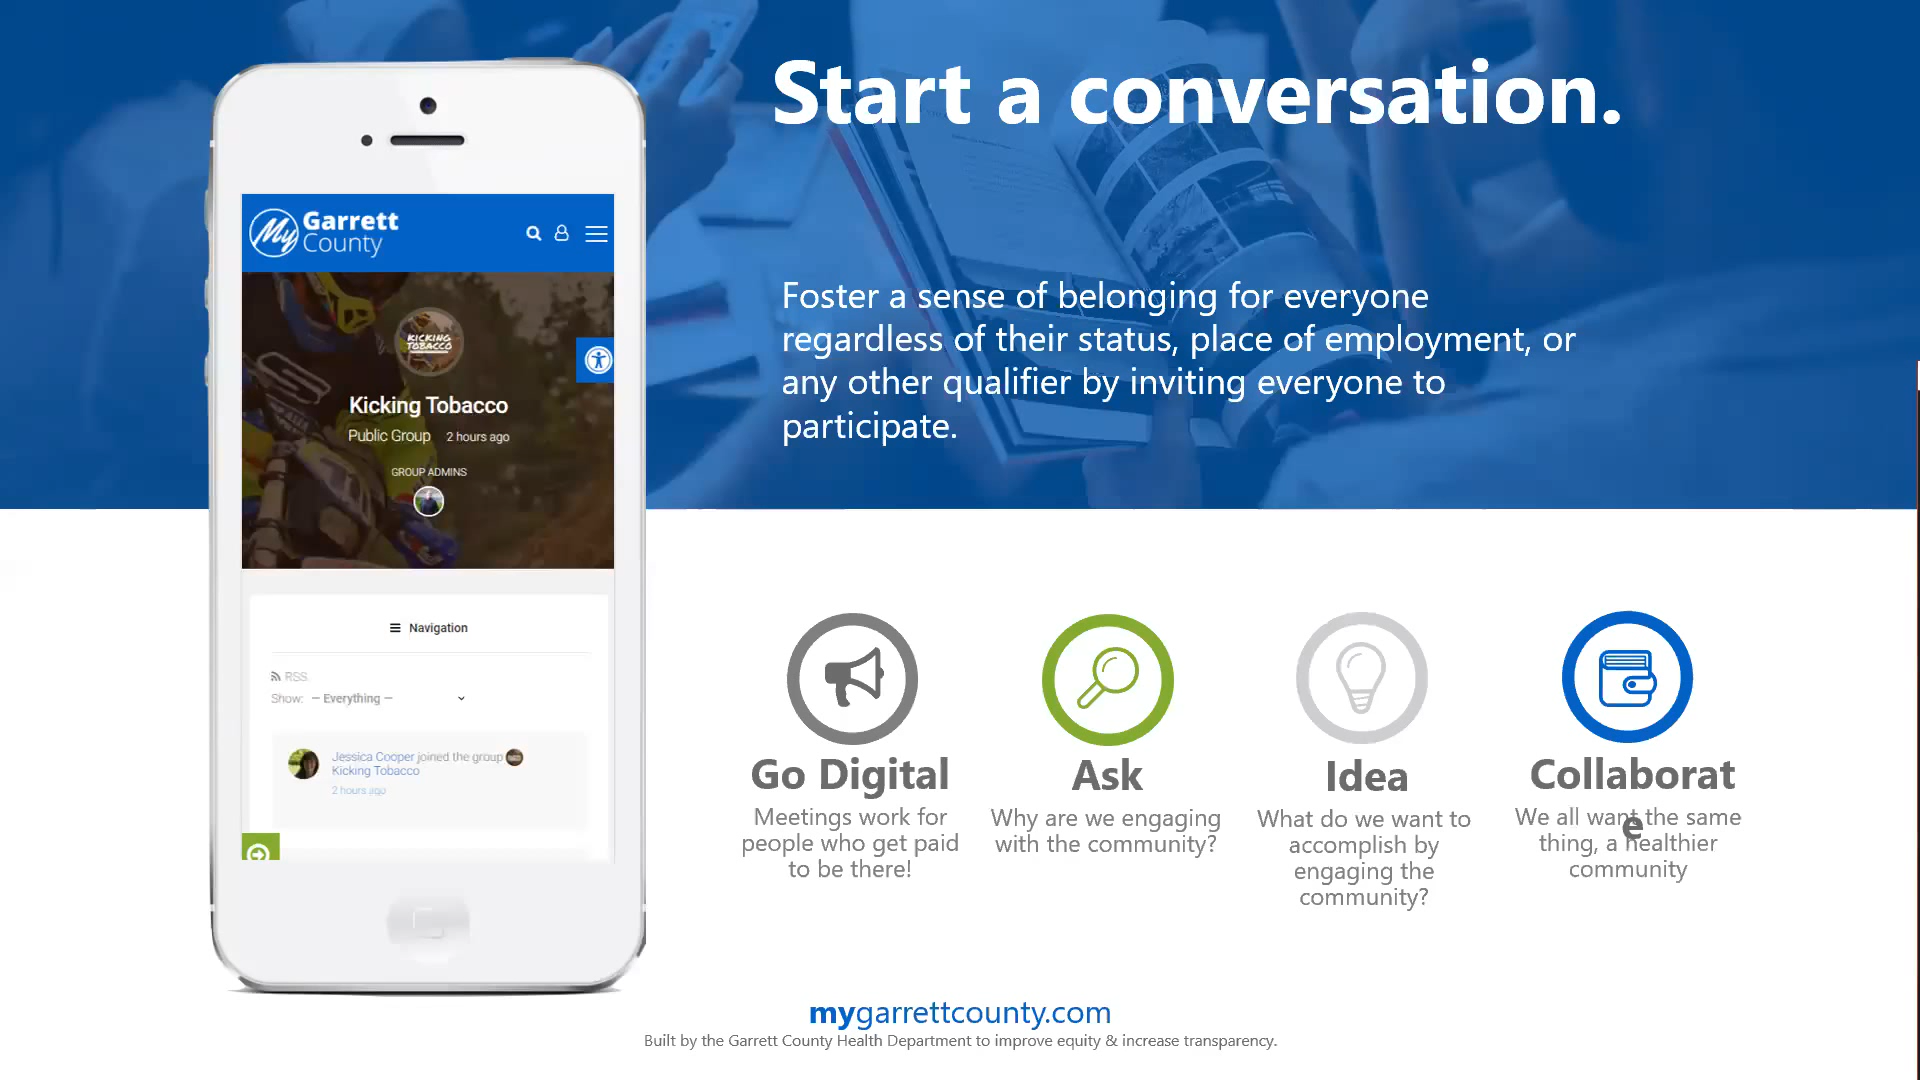 Start a conversation.
Foster a sense of belonging for everyone
regardless of their status, place of employment, or
any other qualifier by inviting everyone to
participate.
My Garrett
County
KICKING
TOBACCO
Kicking Tobacco
Public Group 2 hours ago
GROUP ADMINS
Navigation
RSS
Show: — Everything —
Jessica Cooper joined the group
Kicking Tobacco
2 hours ago
Go Digital
Meetings work for
people who get paid
to be there!
Ask
Why are we engaging
with the community?
Idea
What do we want to
accomplish by
engaging the
community?
Collaborat
e
We all want the same
thing, a healthier
community
mygarrettcounty.com
Built by the Garrett County Health Department to improve equity & increase transparency.